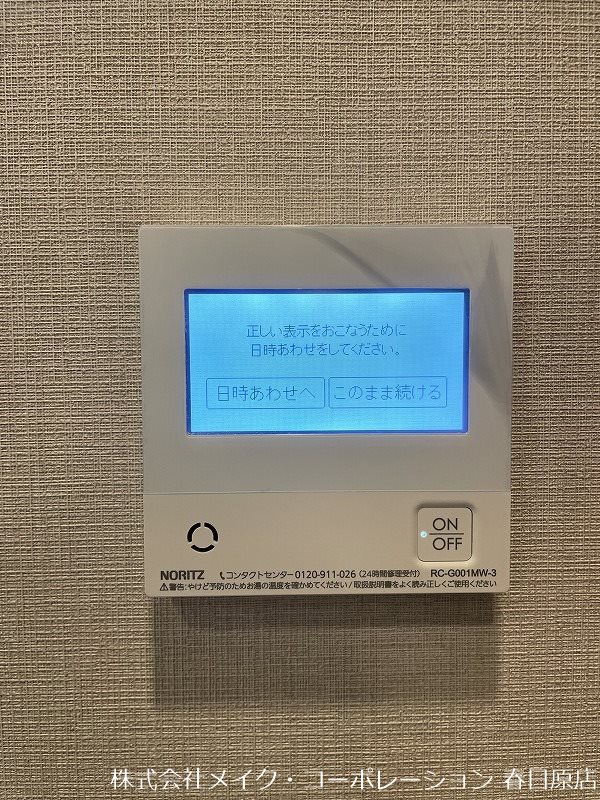 正しい表示をおこなうために
日時あわせをしてください。
日時あわせへ このまま続ける
ON
OFF
NORITZ コンタクトセンター0120-911-026(24時間修理受付) RC-G001MW-3
警告:やけど予防のためお湯の温度を確かめてください/取扱説明書をよく読み正しくご使用ください
株式会社メイク・コーポレーション 春日原店